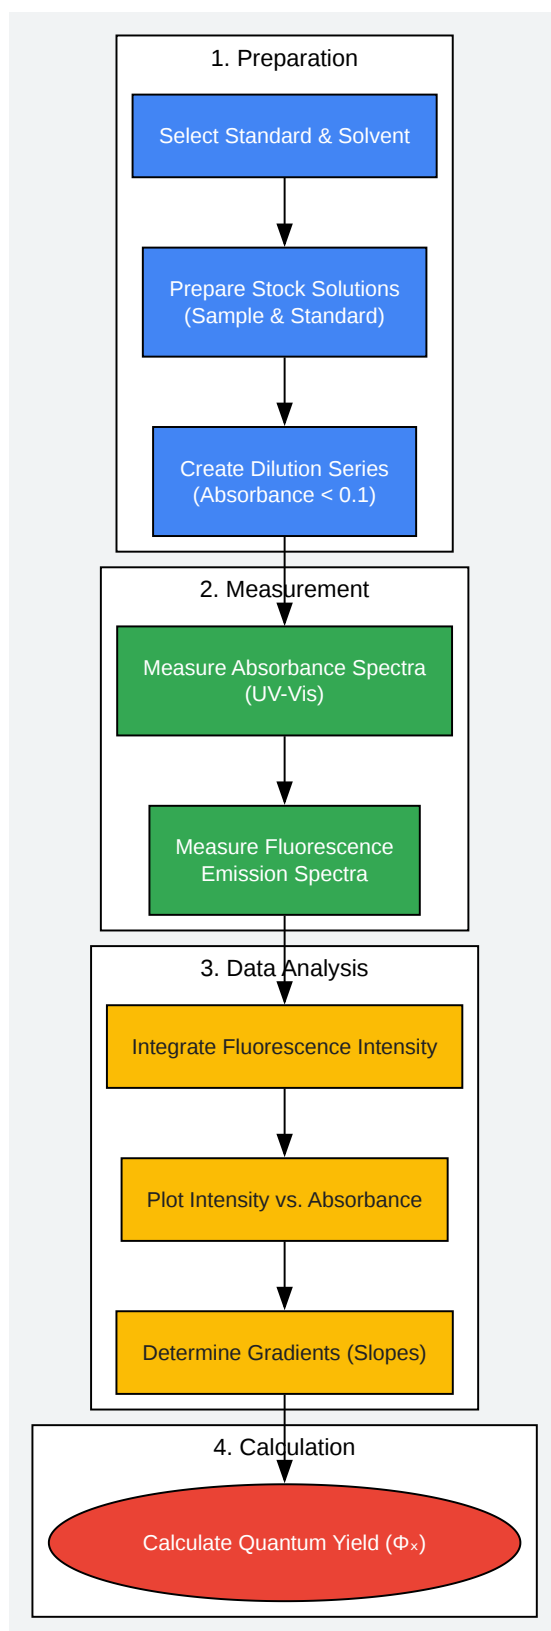 1. Preparation
Select Standard & Solvent
Prepare Stock Solutions
(Sample & Standard)
Create Dilution Series
(Absorbance < 0.1)
2. Measurement
Measure Absorbance Spectra
(UV-Vis)
Measure Fluorescence
Emission Spectra
3. Data Analysis
Integrate Fluorescence Intensity
Plot Intensity vs. Absorbance
Determine Gradients (Slopes)
4. Calculation
Calculate Quantum Yield (Φₓ)